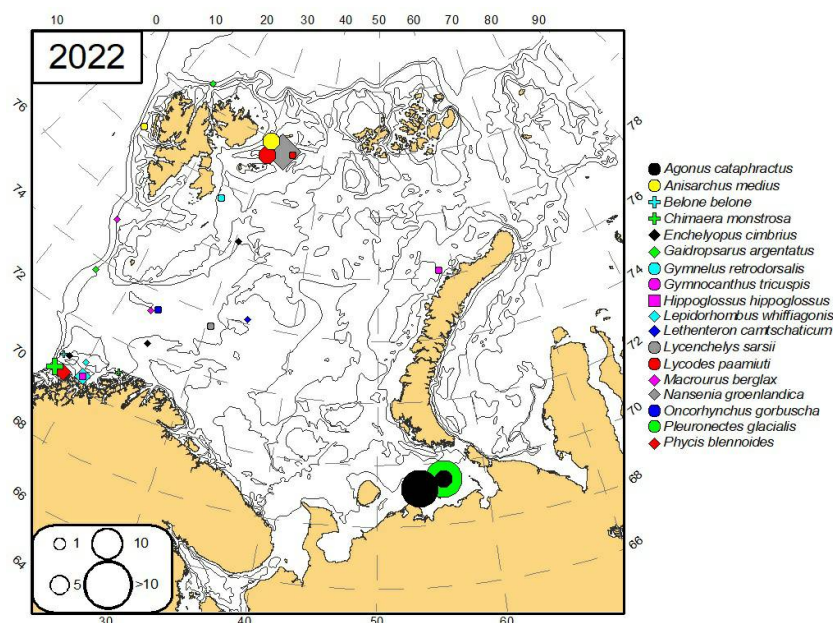 10 0 10 20 30 40 50 60 70 80 90
2022
76
74
72
70
68
66
64
78
76
74
72
70
68
66
30 40 50 60
Agonus cataphractus
Anisarchus medius
Belone belone
Chimaera monstrosa
Enchelyopus cimbrius
Gaidropsarus argentatus
Gymnelus retrodorsalis
Gymnocanthus tricuspis
Hippoglossus hippoglossus
Lepidorhombus whiffiagonis
Lethenteron camtschaticum
Lycenchelys sarsii
Lycodes paamiuti
Macrourus berglax
Nansenia groenlandica
Oncorhynchus gorbuscha
Pleuronectes glacialis
Phycis blennoides
1 10
5 >10